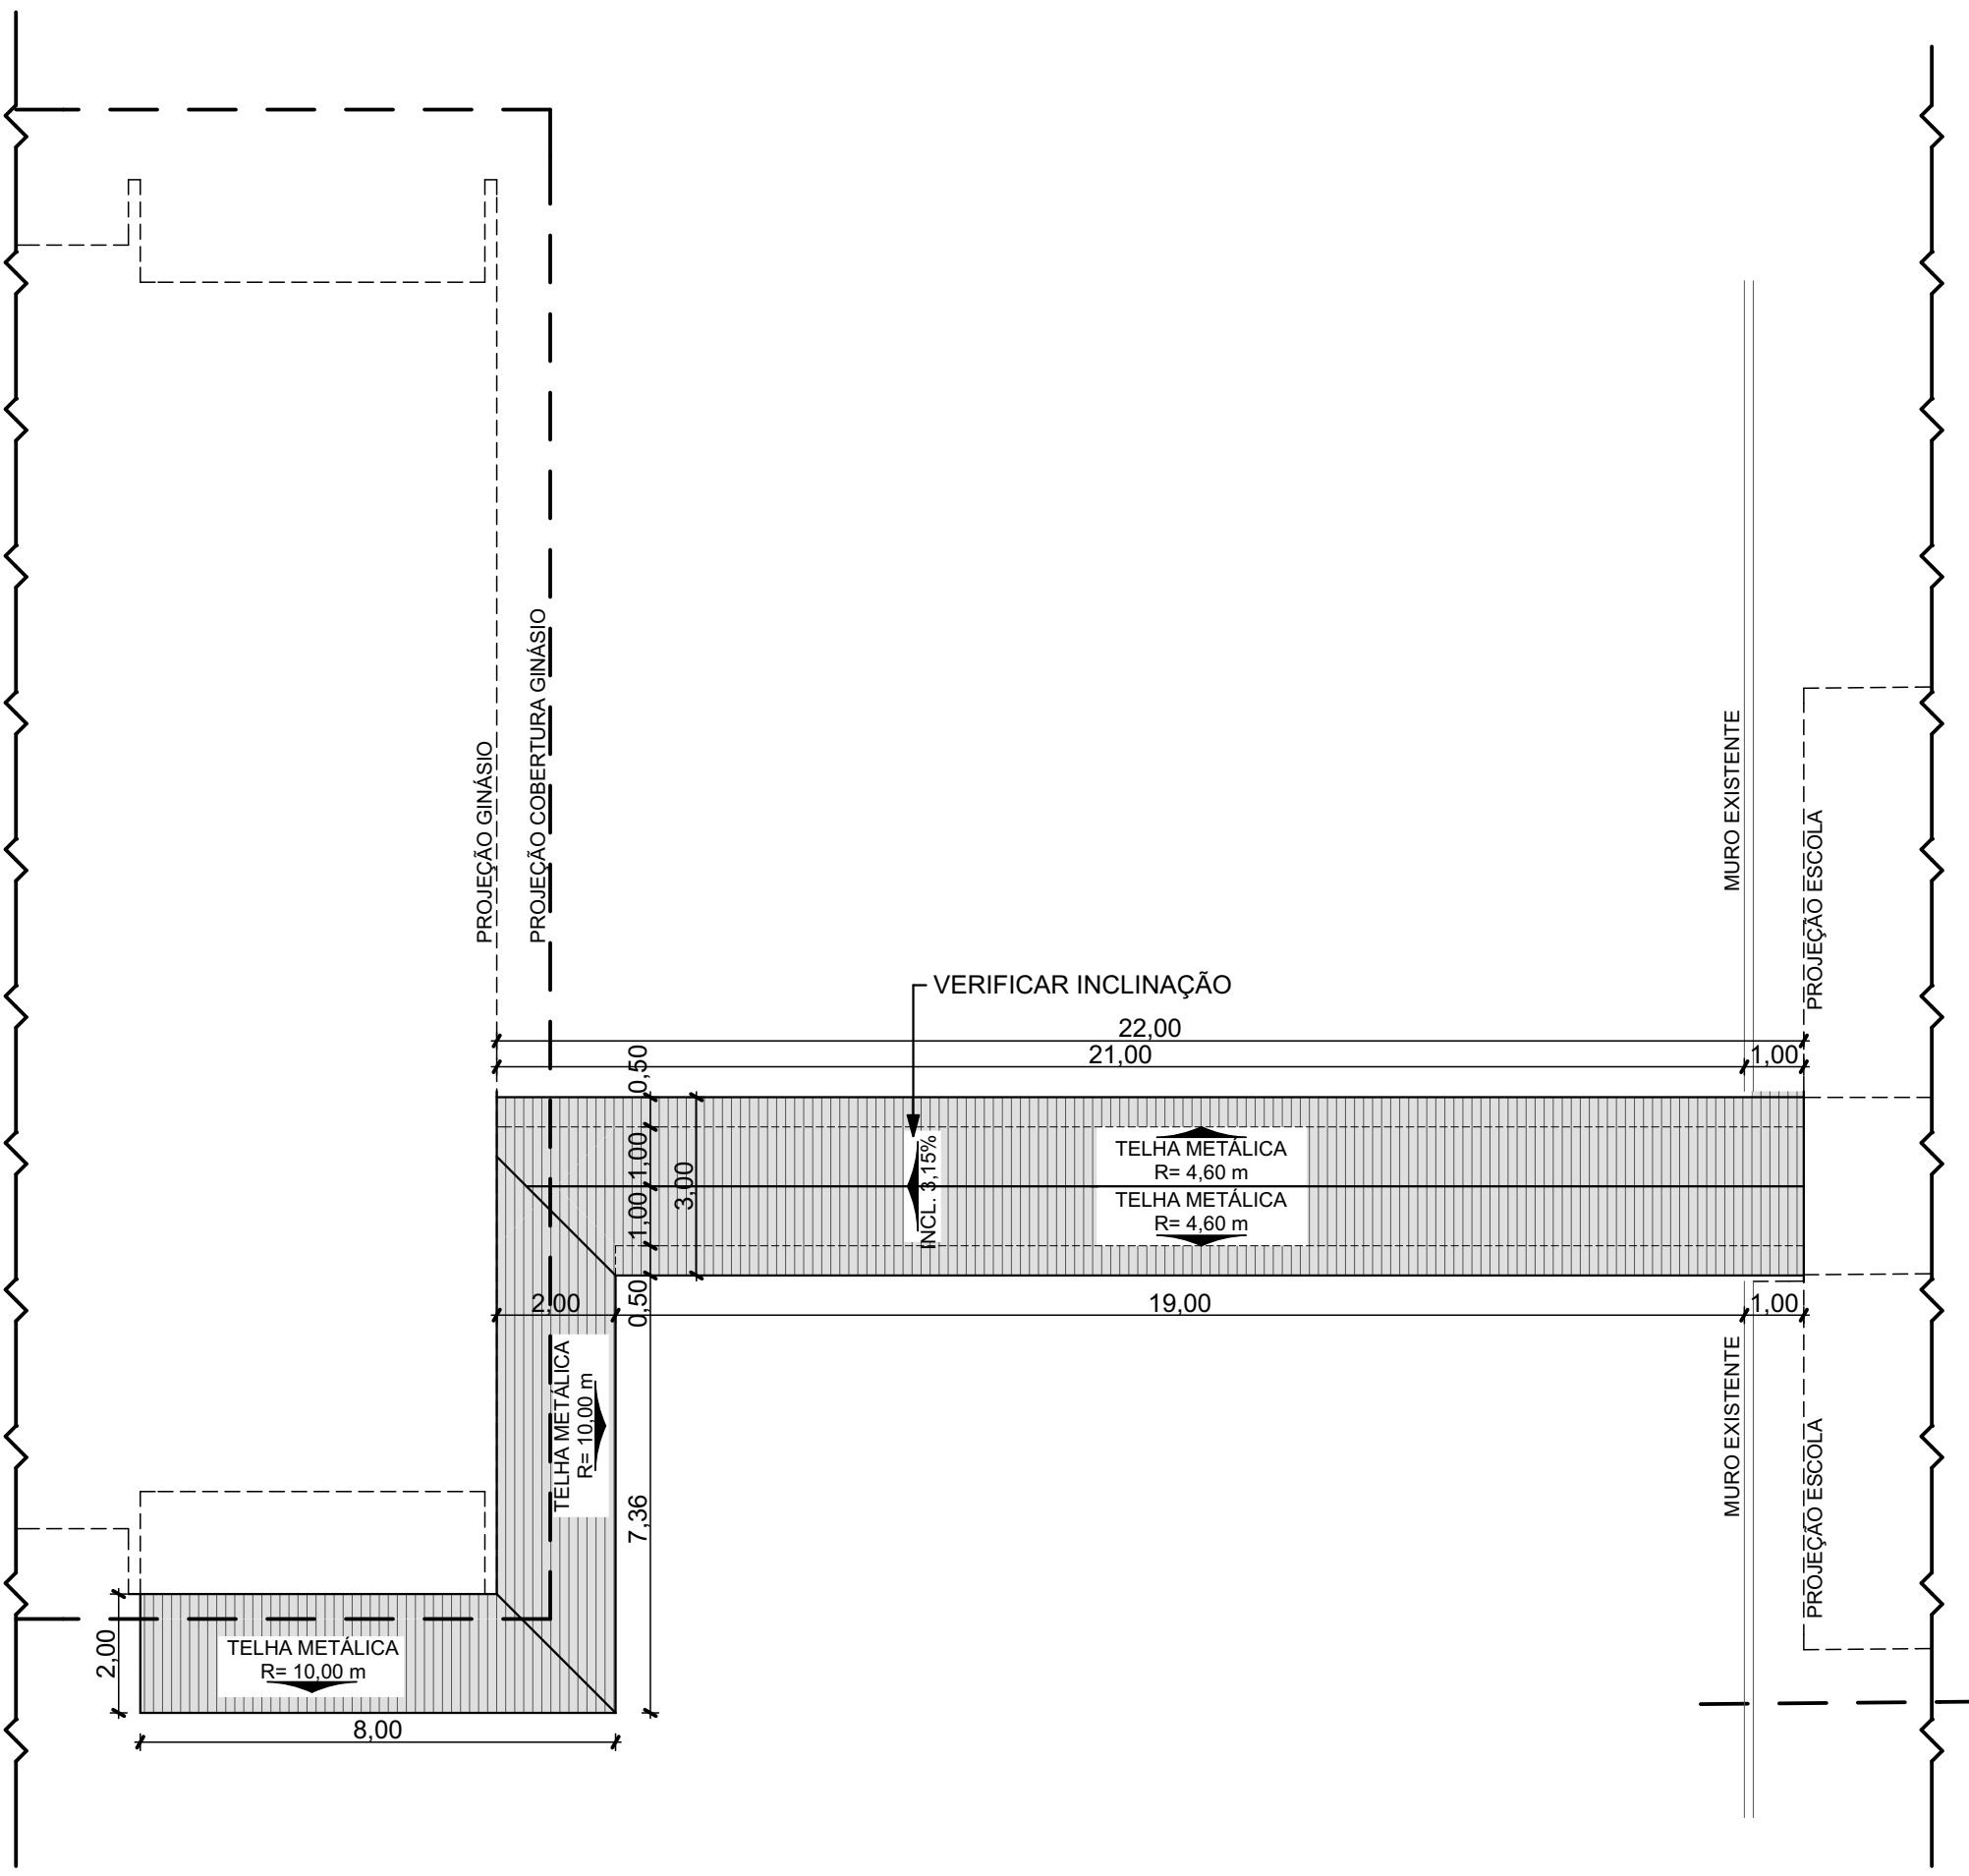 PROJEÇÃO GINÁSIO
PROJEÇÃO COBERTURA GINÁSIO
MURO EXISTENTE
PROJEÇÃO ESCOLA
VERIFICAR INCLINAÇÃO
22,00
21,00
1,00
0,50
1,00
1,00
3,00
0,50
INCL. 3,15%
TELHA METÁLICA
R= 4,60 m
TELHA METÁLICA
R= 4,60 m
2,00
19,00
1,00
TELHA METÁLICA
R= 10,00 m
7,36
MURO EXISTENTE
PROJEÇÃO ESCOLA
2,00
TELHA METÁLICA
R= 10,00 m
8,00